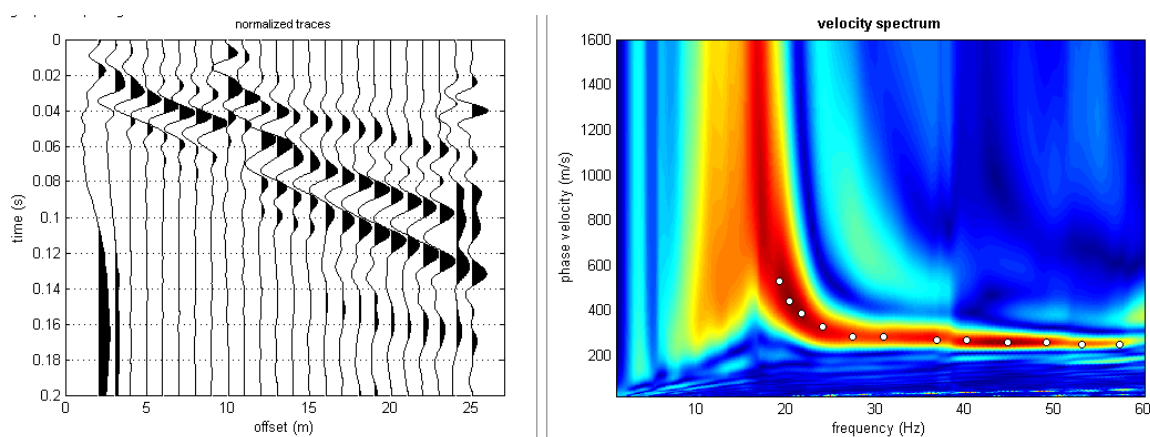 normalized traces
0
0.02
0.04
0.06
0.08
0.1
0.12
0.14
0.16
0.18
0.2
time (s)
0 5 10 15 20 25
offset (m)
velocity spectrum
1600
1400
1200
1000
800
600
400
200
phase velocity (m/s)
10 20 30 40 50 60
frequency (Hz)